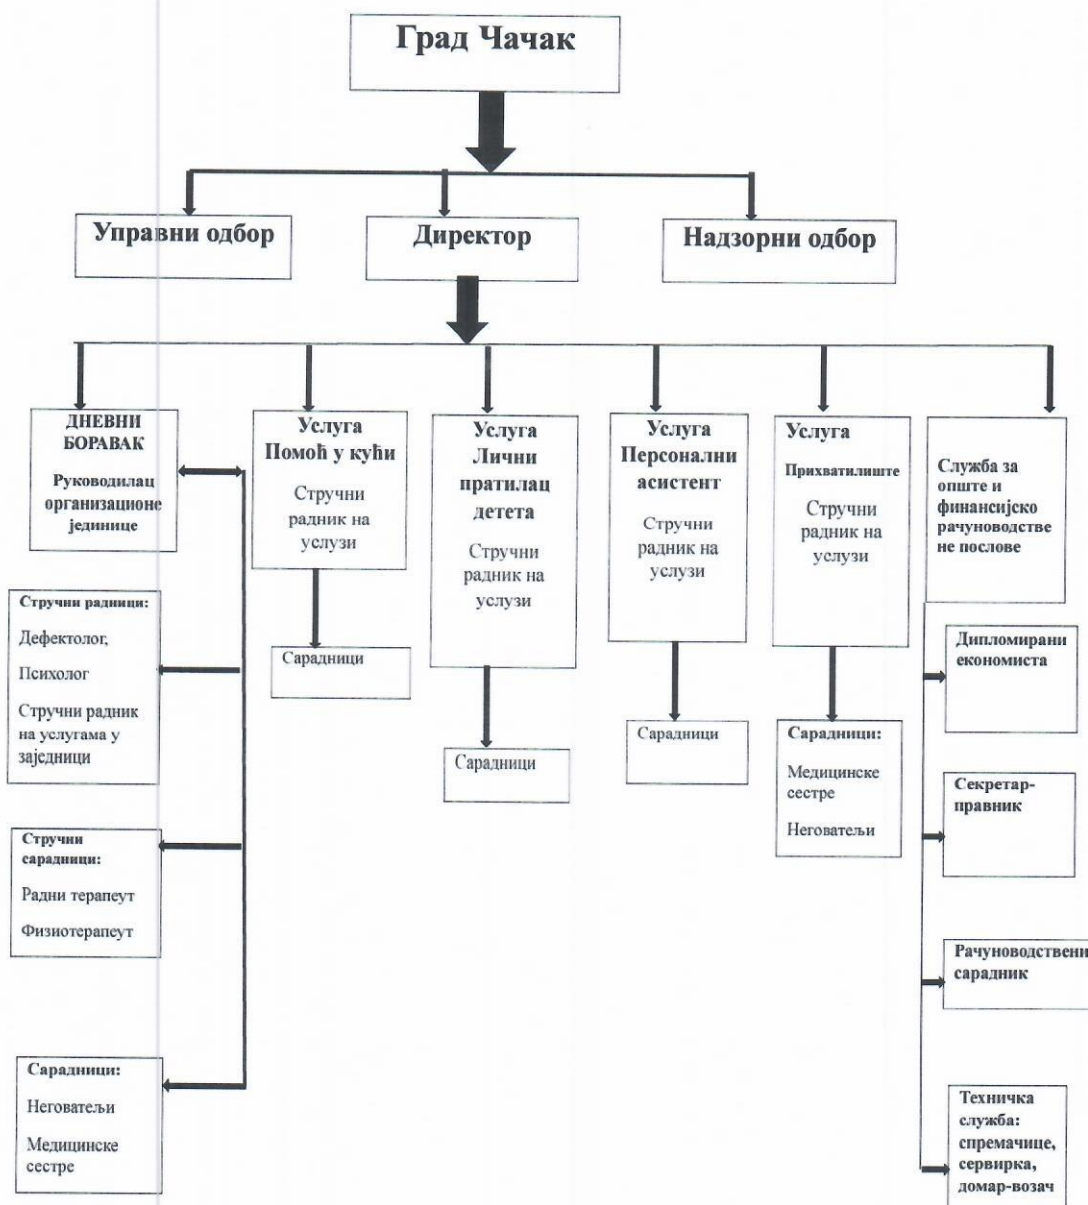 Град Чачак
Управни одбор
Директор
Надзорни одбор
ДНЕВНИ
БОРАВАК
Руководилац
организационе
јединице
Услуга
Помоћ у кући
Стручни
радник на
услузи
Услуга
Лични
пратилац
детета
Стручни
радник на
услузи
Услуга
Персонални
асистент
Стручни
радник на
услузи
Услуга
Прихватилиште
Стручни
радник на
услузи
Служба за
опште и
финансијско
рачуноводстве
не послове
Стручни радници:
Дефектолог,
Психолог
Стручни радник
на услугама у
заједници
Сарадници
Сарадници
Сарадници
Сарадници:
Медицинске
сестре
Неговатељи
Дипломирани
економиста
Секретар-
правник
Стручни
сарадници:
Радни терапеут
Физиотерапеут
Рачуноводствени
сарадник
Сарадници:
Неговатељи
Медицинске
сестре
Техничка
служба:
спремачице,
сервирка,
домар-возач